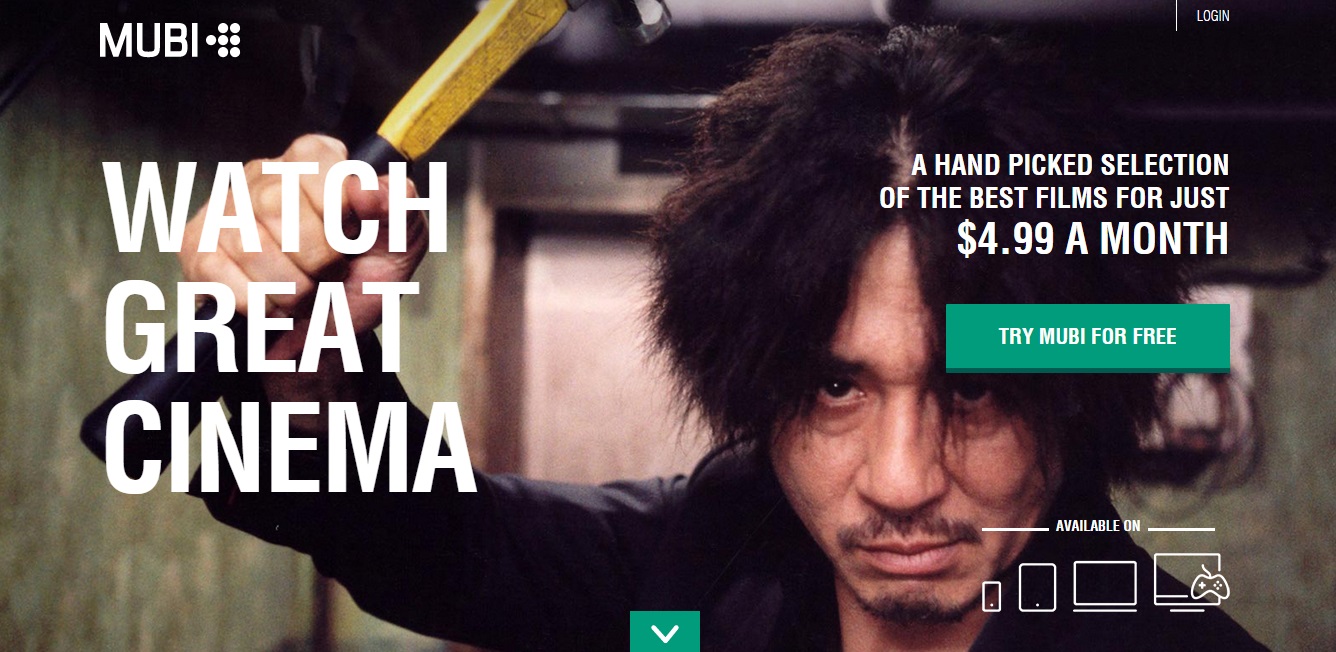 MUBI
LOGIN
WATCH
GREAT
CINEMA
A HAND PICKED SELECTION
OF THE BEST FILMS FOR JUST
$4.99 A MONTH
TRY MUBI FOR FREE
AVAILABLE ON